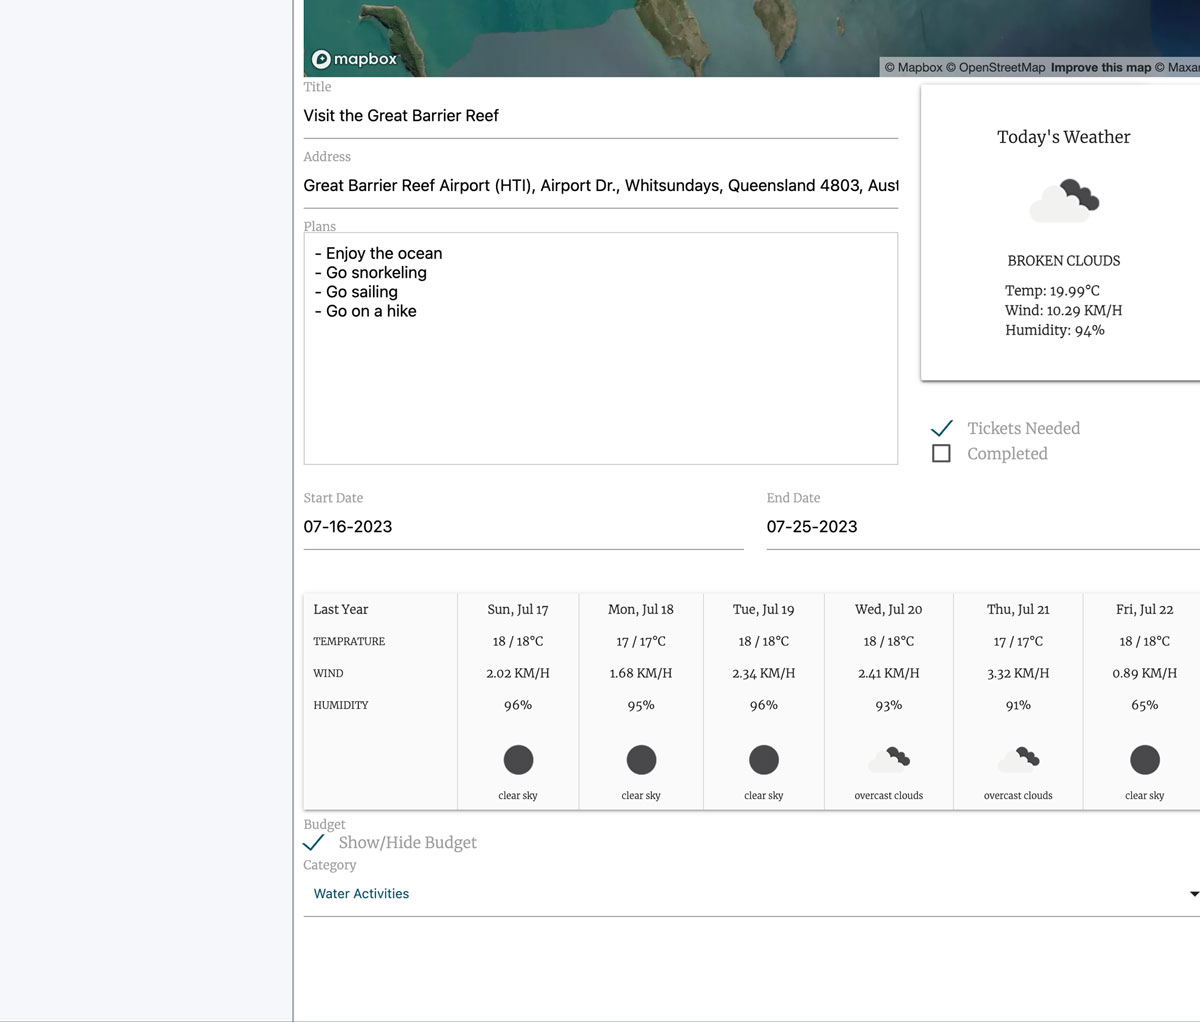 mapbox
© Mapbox © OpenStreetMap Improve this map © Maxar
Title
Visit the Great Barrier Reef
Address
Great Barrier Reef Airport (HTI), Airport Dr., Whitsundays, Queensland 4803, Aust
Plans
- Enjoy the ocean
- Go snorkeling
- Go sailing
- Go on a hike
Today's Weather
BROKEN CLOUDS
Temp: 19.99°C
Wind: 10.29 KM/H
Humidity: 94%
Tickets Needed
Completed
Start Date
07-16-2023
End Date
07-25-2023
Last Year Sun, Jul 17 Mon, Jul 18 Tue, Jul 19 Wed, Jul 20 Thu, Jul 21 Fri, Jul 22
TEMPRATURE 18 / 18°C 17 / 17°C 18 / 18°C 18 / 18°C 17 / 17°C 18 / 18°C
WIND 2.02 KM/H 1.68 KM/H 2.34 KM/H 2.41 KM/H 3.32 KM/H 0.89 KM/H
HUMIDITY 96% 95% 96% 93% 91% 65%
clear sky clear sky clear sky overcast clouds overcast clouds clear sky
Budget
Show/Hide Budget
Category
Water Activities